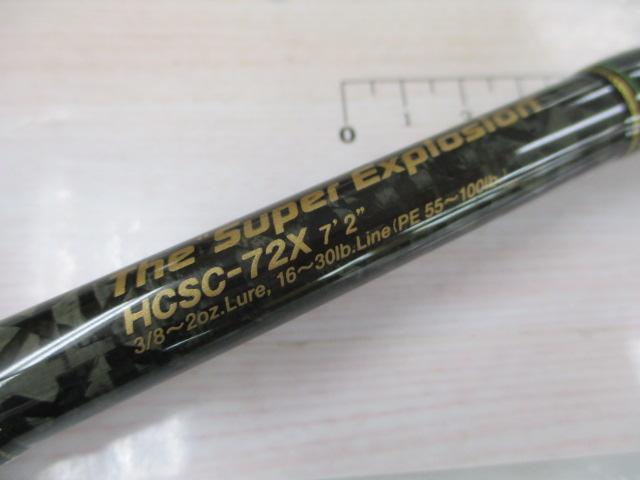 The Super Explosion
HCSC-72X 7'2"
3/8~2oz.Lure, 16~30lb.Line(PE 55~100lb.)
0 1